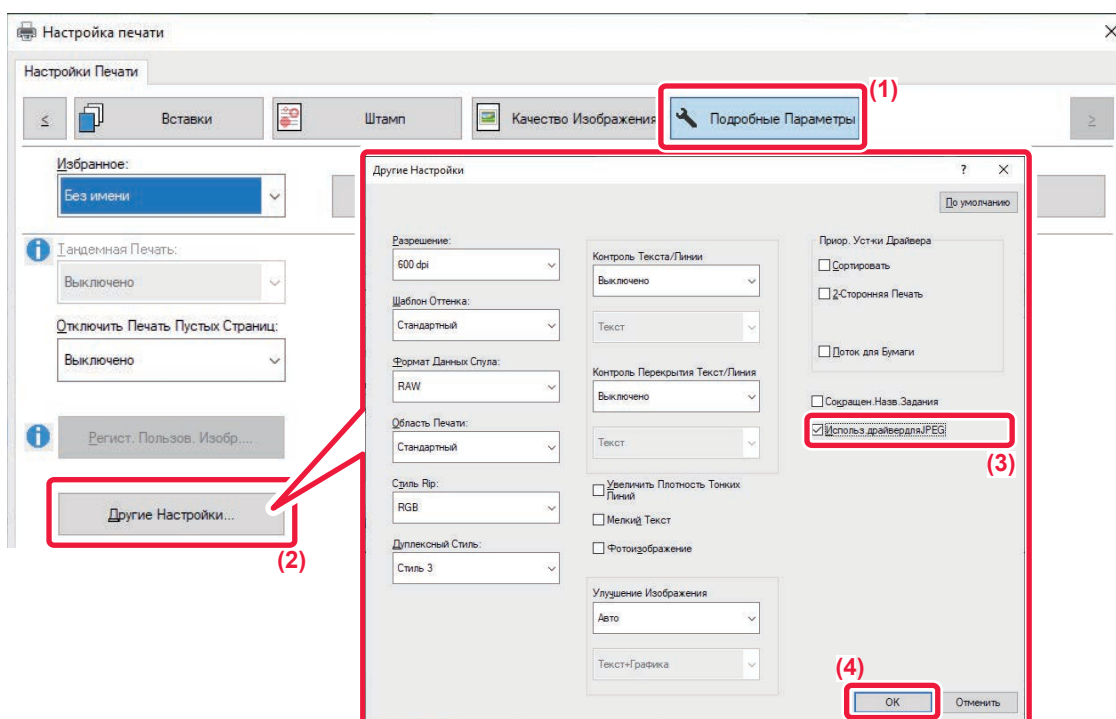 Настройка печати
Настройки Печати
(1)
≤
Вставки
Штамп
Качество Изображения
Подробные Параметры
≥
Избранное:
Без имени
Тандемная Печать:
Выключено
Отключить Печать Пустых Страниц:
Выключено
Регист. Пользов. Изобр....
Другие Настройки...
(2)
Другие Настройки
?
По умолчанию
Разрешение:
600 dpi
Шаблон Оттенка:
Стандартный
Формат Данных Спула:
RAW
Область Печати:
Стандартный
Стиль Rip:
RGB
Дуплексный Стиль:
Стиль 3
Контроль Текста/Линии
Выключено
Текст
Контроль Перекрытия Текст/Линия
Выключено
Текст
Увеличить Плотность Тонких
Линий
Мелкий Текст
Фотоизображение
Улушение Изображения
Авто
Текст+Графика
Приор. Уст-ки Драйвера
Сортировать
2-Сторонняя Печать
Лоток для Бумаги
Сокращен.Назв.Задания
Использ.драйвердляJPEG
(3)
(4)
OK
Отменить